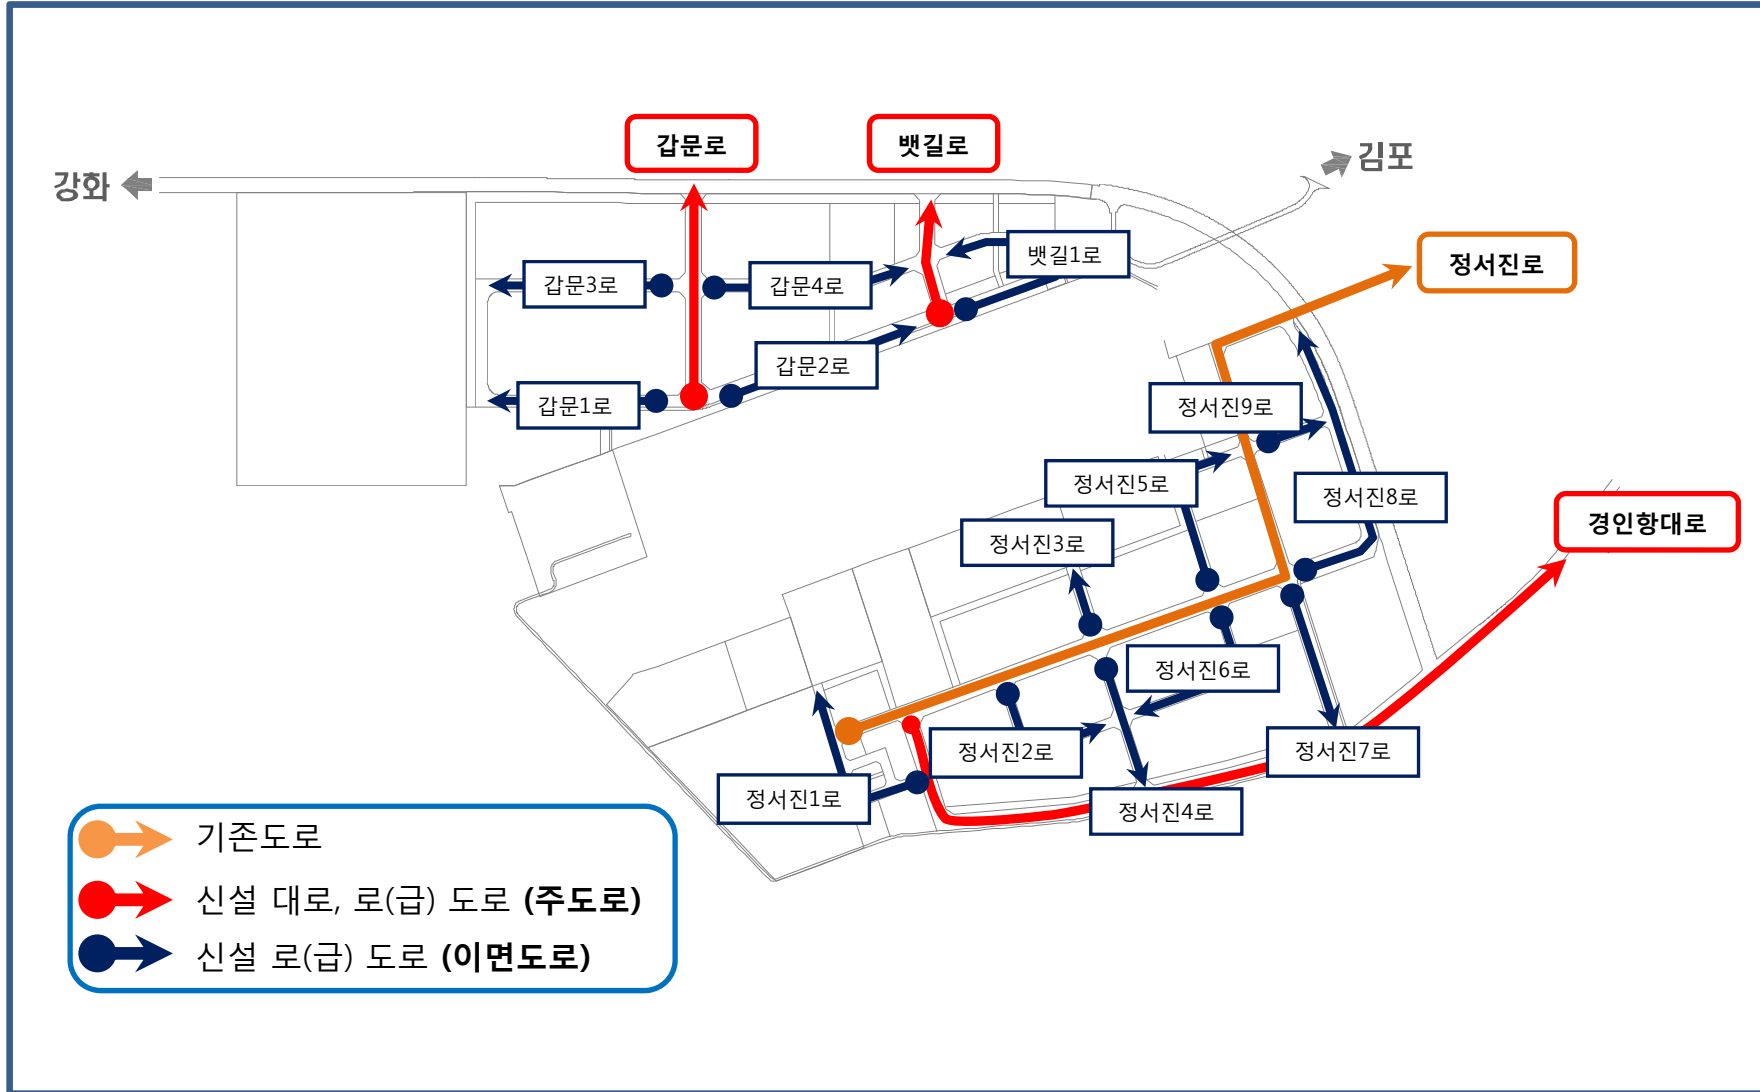 갑문로
뱃길로
강화
김포
뱃길1로
정서진로
갑문3로
갑문4로
갑문2로
갑문1로
정서진9로
정서진5로
정서진8로
정서진3로
경인항대로
정서진6로
정서진2로
정서진7로
정서진1로
정서진4로
기존도로
신설 대로, 로(급) 도로 (주도로)
신설 로(급) 도로 (이면도로)